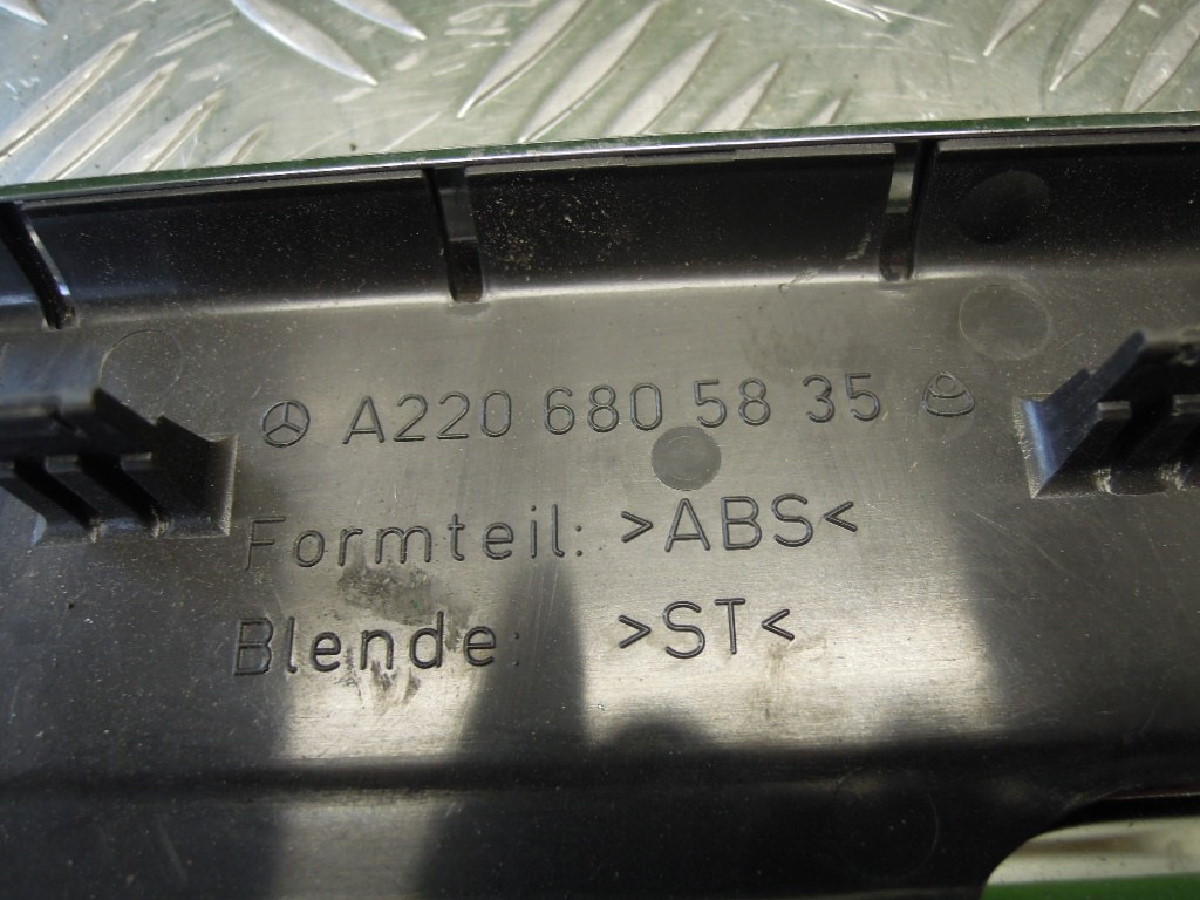 A220 680 58 35
Formteil: >ABS<
Blende: >ST<